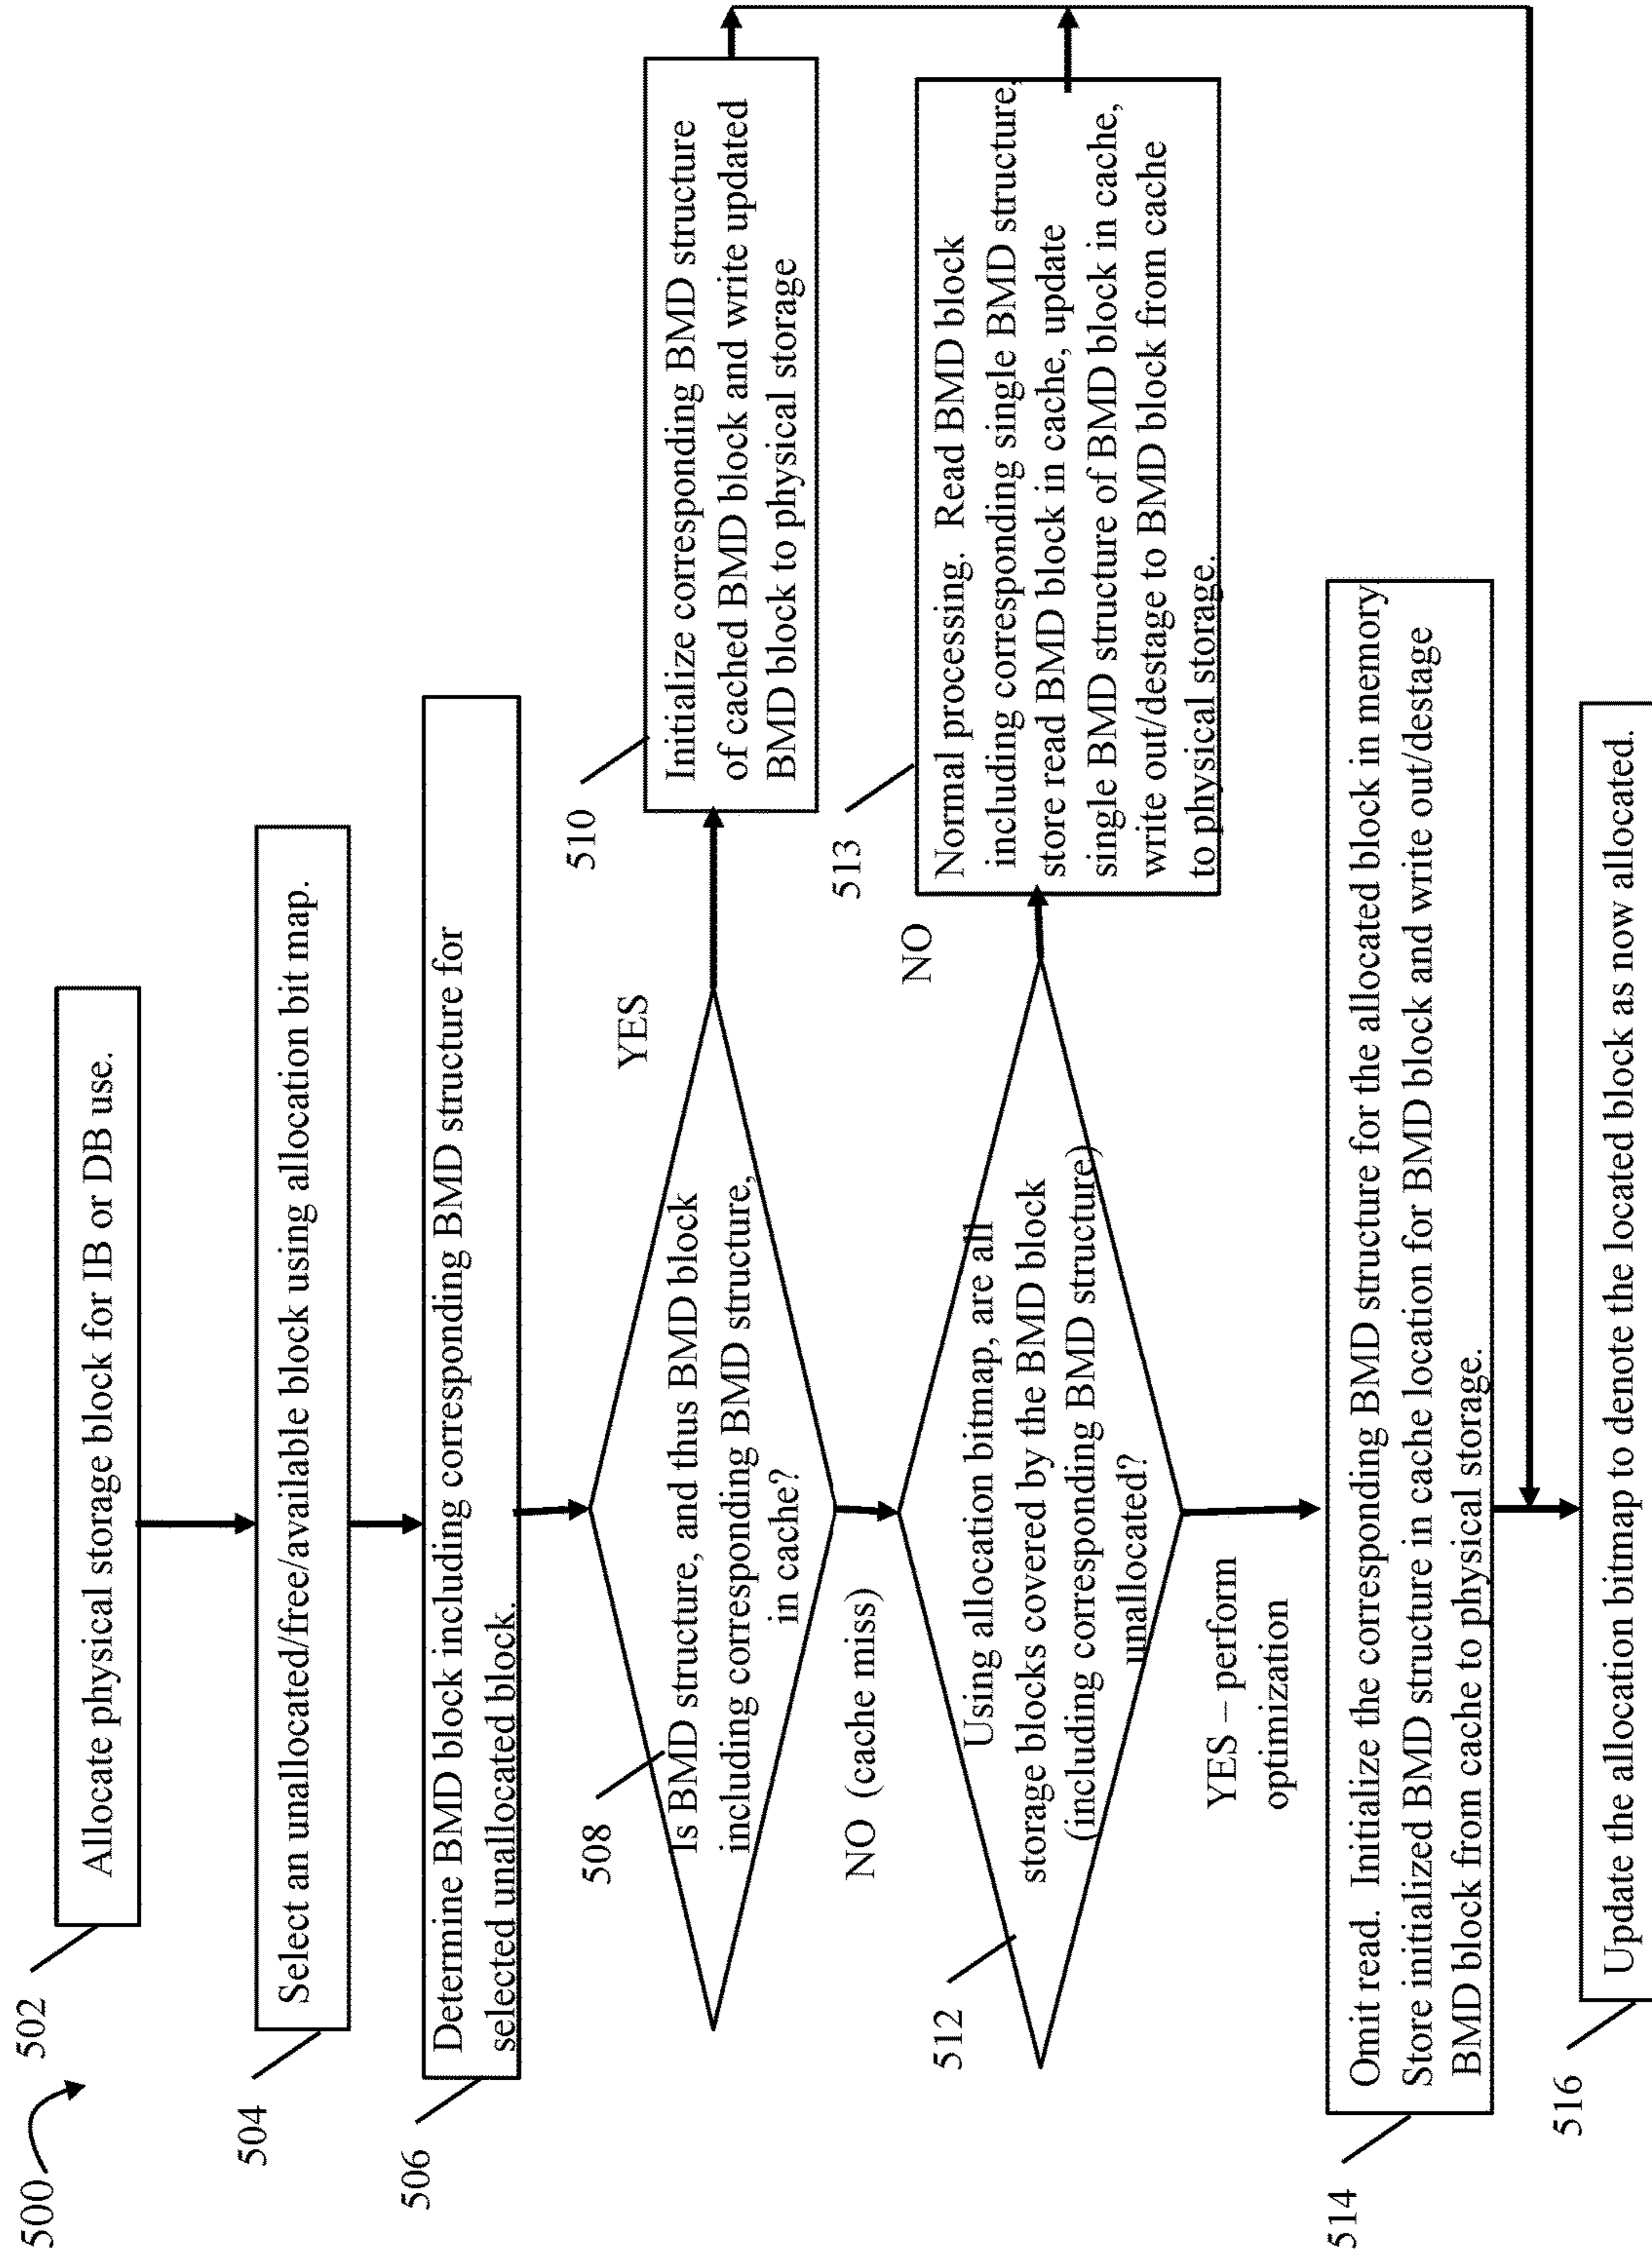 500
502
Allocate physical storage block for IB or DB use.
504
Select an unallocated/free/available block using allocation bit map.
506
Determine BMD block including corresponding BMD structure for
selected unallocated block.
508
Is BMD structure, and thus BMD block
including corresponding BMD structure,
in cache?
YES
510
Initialize corresponding BMD structure
of cached BMD block and write updated
BMD block to physical storage
NO (cache miss)
512
Using allocation bitmap, are all
storage blocks covered by the BMD block
(including corresponding BMD structure)
unallocated?
NO
513
Normal processing. Read BMD block
including corresponding single BMD structure,
store read BMD block in cache, update
single BMD structure of BMD block in cache,
write out/destage to BMD block from cache
to physical storage.
YES – perform
optimization
514
Omit read. Initialize the corresponding BMD structure for the allocated block in memory
Store initialized BMD structure in cache location for BMD block and write out/destage
BMD block from cache to physical storage.
516
Update the allocation bitmap to denote the located block as now allocated.